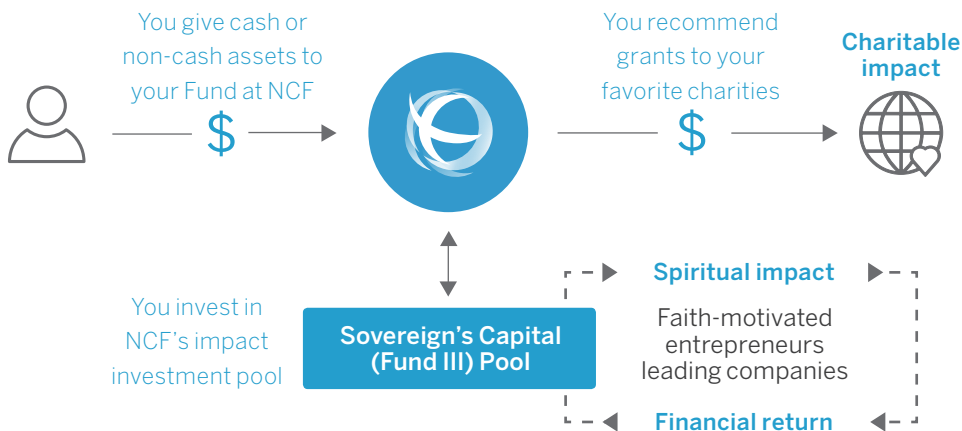 You give cash or
non-cash assets to
your Fund at NCF
$
You recommend
grants to your
favorite charities
$
Charitable
impact
You invest in
NCF’s impact
investment pool
Sovereign’s Capital
(Fund III) Pool
Spiritual impact
Faith-motivated
entrepreneurs
leading companies
Financial return